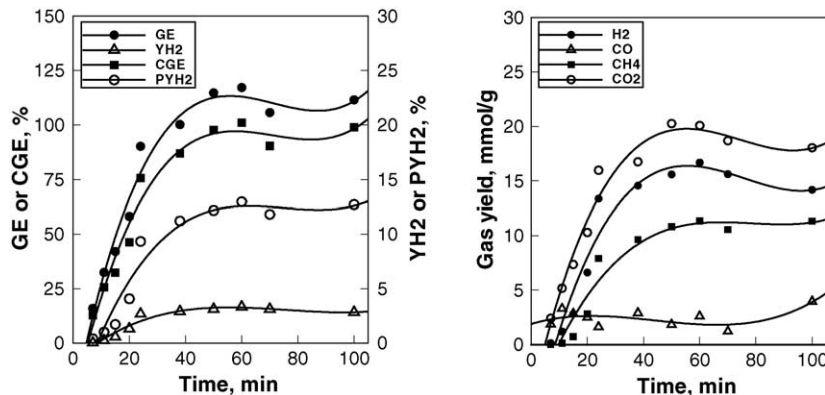 GE
YH2
CGE
PYH2
150
125
100
75
50
25
0
GE or CGE, %
30
25
20
15
10
5
0
YH2 or PYH2, %
0 20 40 60 80 100
Time, min
H2
CO
CH4
CO2
30
25
20
15
10
5
0
Gas yield, mmol/g
0 20 40 60 80 100
Time, min